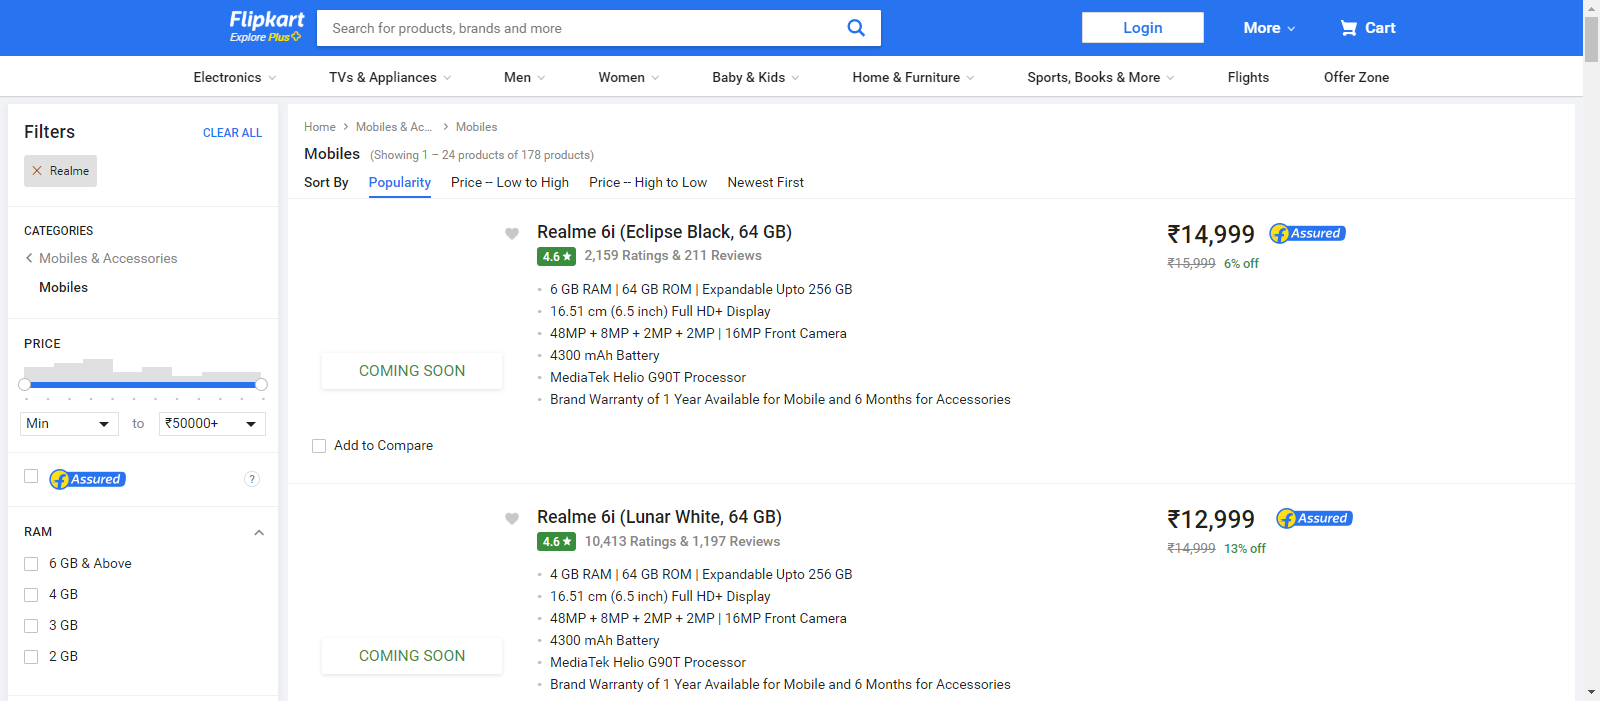 Flipkart
Explore Plus
Search for products, brands and more
Login
More
Cart
Electronics
TVs & Appliances
Men
Women
Baby & Kids
Home & Furniture
Sports, Books & More
Flights
Offer Zone
Filters
CLEAR ALL
Realme
CATEGORIES
Mobiles & Accessories
Mobiles
PRICE
Min
to
₹50000+
Assured
?
RAM
6 GB & Above
4 GB
3 GB
2 GB
Home
Mobiles & Ac...
Mobiles
Mobiles (Showing 1 – 24 products of 178 products)
Sort By
Popularity
Price -- Low to High
Price -- High to Low
Newest First
COMING SOON
Add to Compare
Realme 6i (Eclipse Black, 64 GB)
4.6 ★ 2,159 Ratings & 211 Reviews
6 GB RAM | 64 GB ROM | Expandable Upto 256 GB
16.51 cm (6.5 inch) Full HD+ Display
48MP + 8MP + 2MP + 2MP | 16MP Front Camera
4300 mAh Battery
MediaTek Helio G90T Processor
Brand Warranty of 1 Year Available for Mobile and 6 Months for Accessories
₹14,999
Assured
₹15,999 6% off
COMING SOON
Realme 6i (Lunar White, 64 GB)
4.6 ★ 10,413 Ratings & 1,197 Reviews
4 GB RAM | 64 GB ROM | Expandable Upto 256 GB
16.51 cm (6.5 inch) Full HD+ Display
48MP + 8MP + 2MP + 2MP | 16MP Front Camera
4300 mAh Battery
MediaTek Helio G90T Processor
Brand Warranty of 1 Year Available for Mobile and 6 Months for Accessories
₹12,999
Assured
₹14,999 13% off